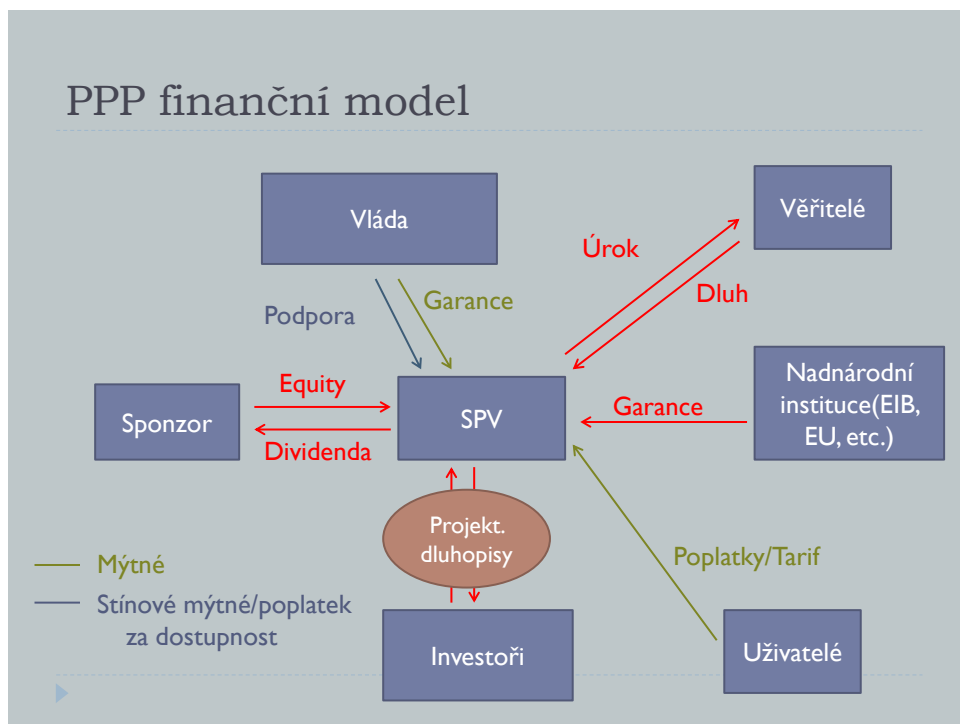 PPP finanční model
Vláda
Věřitelé
Úrok
Dluh
Podpora
Garance
Sponzor
Equity
Dividenda
SPV
Garance
Nadnárodní
instituce(EIB,
EU, etc.)
Projekt.
dluhopisy
Poplatky/Tarif
Mýtné
Stínové mýtné/poplatek
za dostupnost
Investoři
Uživatelé